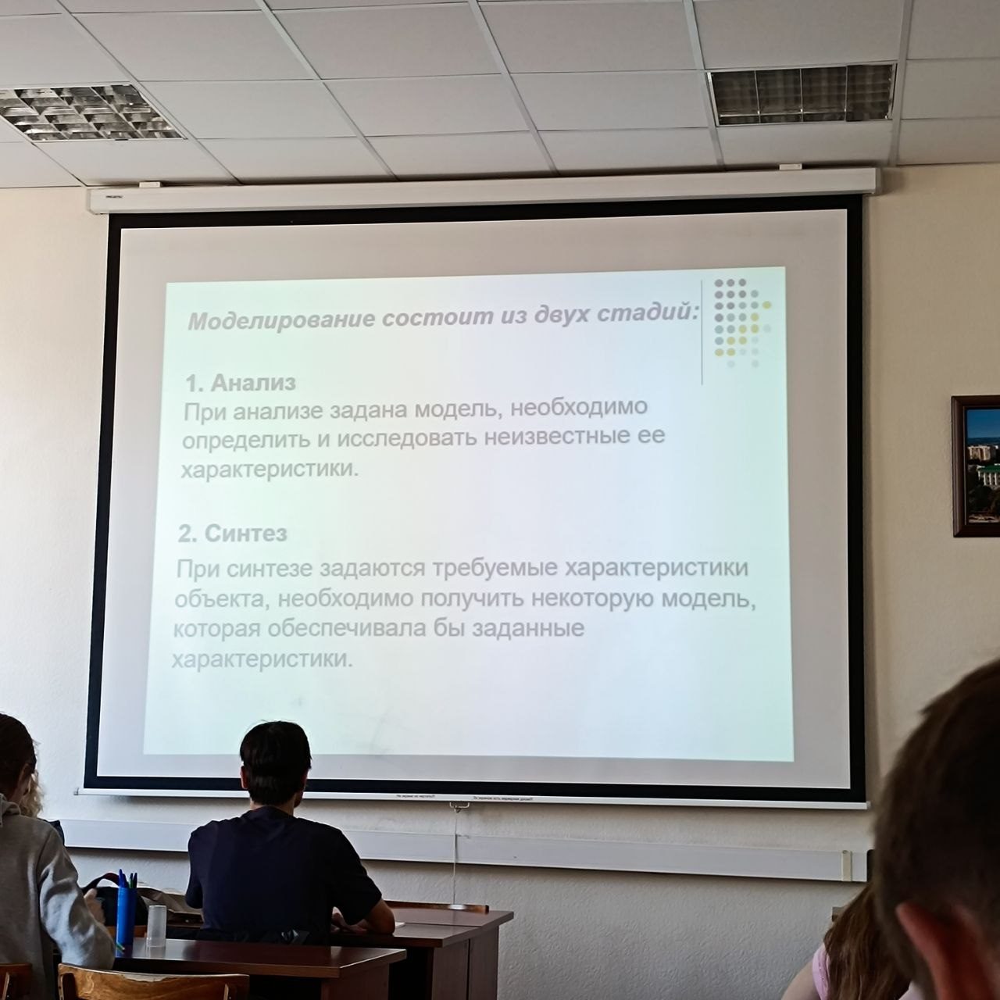 Моделирование состоит из двух стадий:
1. Анализ
При анализе задана модель, необходимо
определить и исследовать неизвестные ее
характеристики.
2. Синтез
При синтезе задаются требуемые характеристики
объекта, необходимо получить некоторую модель,
которая обеспечивала бы заданные
характеристики.